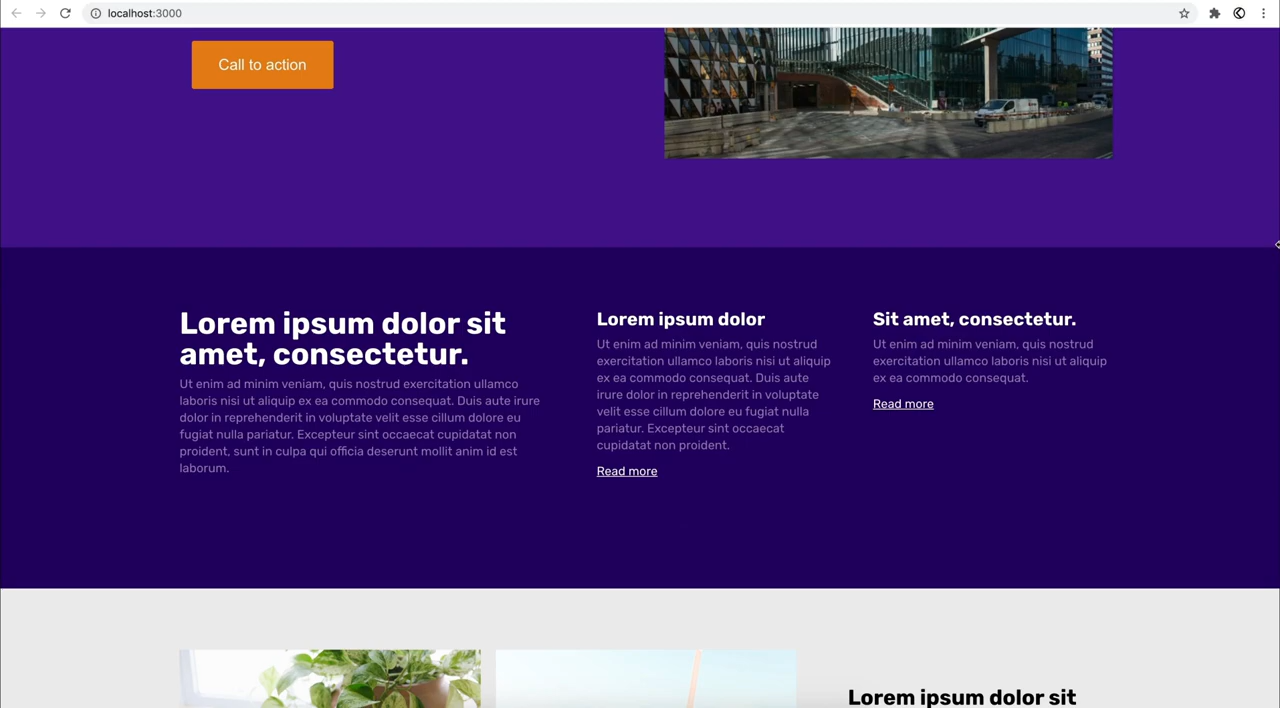 localhost:3000
Call to action
Lorem ipsum dolor sit
amet, consectetur.
Ut enim ad minim veniam, quis nostrud exercitation ullamco
laboris nisi ut aliquip ex ea commodo consequat. Duis aute irure
dolor in reprehenderit in voluptate velit esse cillum dolore eu
fugiat nulla pariatur. Excepteur sint occaecat cupidatat non
proident, sunt in culpa qui officia deserunt mollit anim id est
laborum.
Lorem ipsum dolor
Ut enim ad minim veniam, quis nostrud
exercitation ullamco laboris nisi ut aliquip
ex ea commodo consequat. Duis aute
irure dolor in reprehenderit in voluptate
velit esse cillum dolore eu fugiat nulla
pariatur. Excepteur sint occaecat
cupidatat non proident.
Read more
Sit amet, consectetur.
Ut enim ad minim veniam, quis nostrud
exercitation ullamco laboris nisi ut aliquip
ex ea commodo consequat.
Read more
Lorem ipsum dolor sit